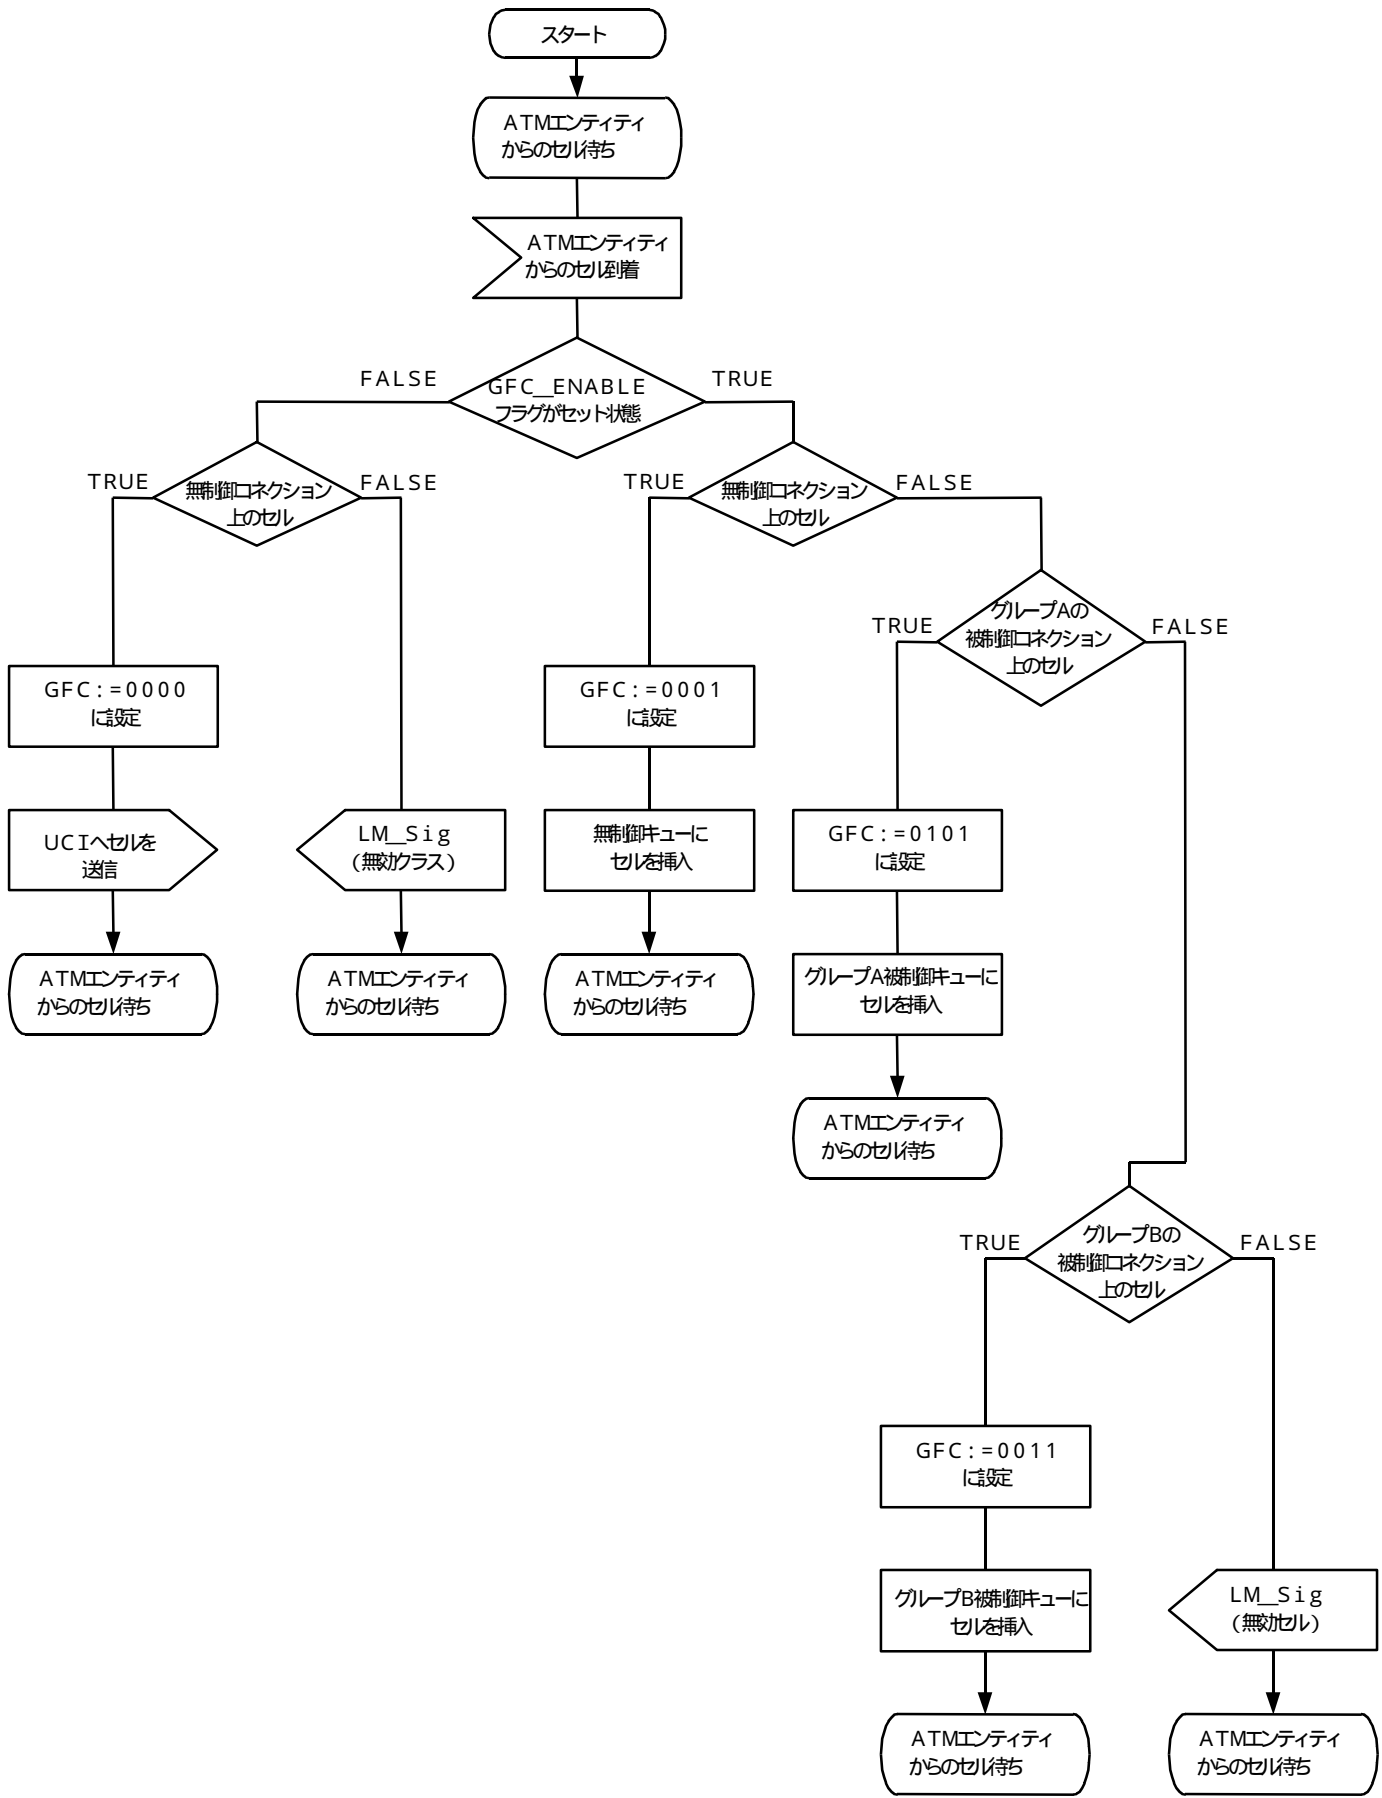 スタート
ATMエンティティ
からのセル待ち
ATMエンティティ
からのセル到着
FALSE
GFC＿ENABLE
フラグがセット状態
TRUE
TRUE
無制御コネクション
上のセル
FALSE
TRUE
無制御コネクション
上のセル
FALSE
TRUE
グループAの
被制御コネクション
上のセル
FALSE
GFC:=0000
に設定
GFC:=0001
に設定
UCIへセルを
送信
LM＿Sig
(無効クラス)
無制御キューに
セルを挿入
GFC:=0101
に設定
ATMエンティティ
からのセル待ち
ATMエンティティ
からのセル待ち
ATMエンティティ
からのセル待ち
グループA被制御キューに
セルを挿入
ATMエンティティ
からのセル待ち
TRUE
グループBの
被制御コネクション
上のセル
FALSE
GFC:=0011
に設定
グループB被制御キューに
セルを挿入
LM＿Sig
(無効セル)
ATMエンティティ
からのセル待ち
ATMエンティティ
からのセル待ち